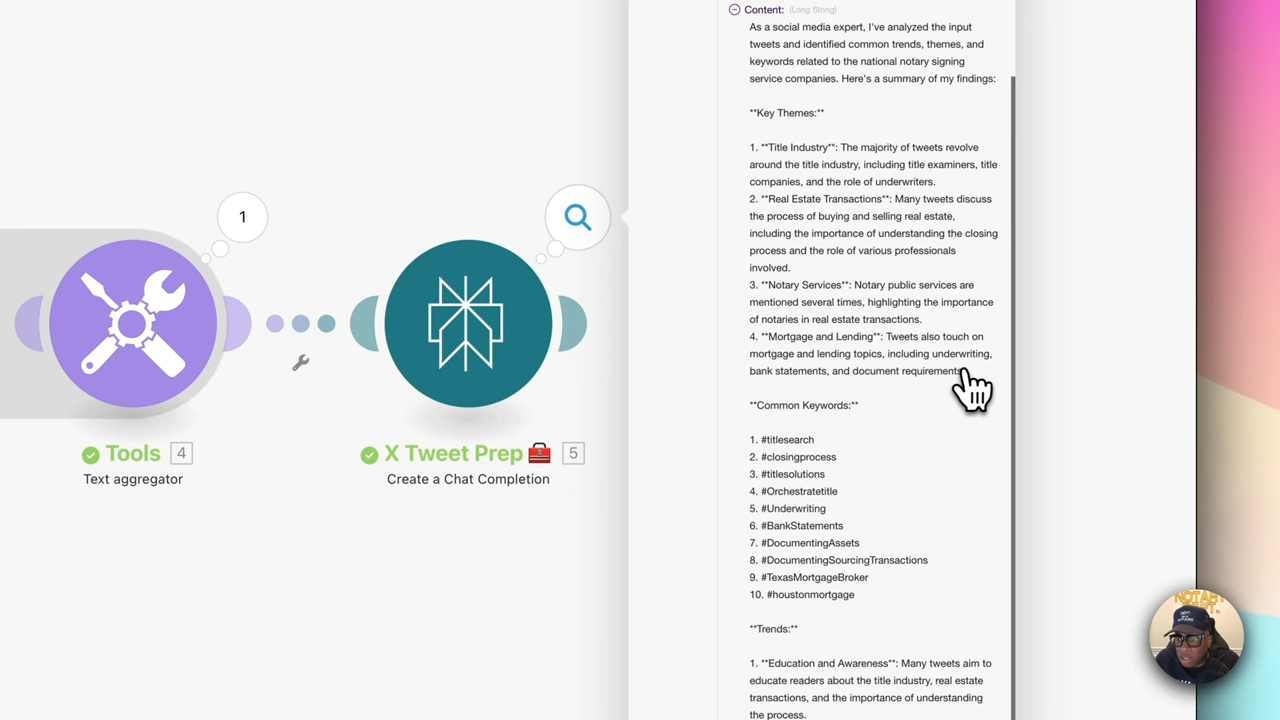 Content: (Long String)
As a social media expert, I've analyzed the input
tweets and identified common trends, themes, and
keywords related to the national notary signing
service companies. Here's a summary of my findings:
**Key Themes:**
1. **Title Industry**: The majority of tweets revolve
around the title industry, including title examiners, title
companies, and the role of underwriters.
2. **Real Estate Transactions**: Many tweets discuss
the process of buying and selling real estate,
including the importance of understanding the closing
process and the role of various professionals
involved.
3. **Notary Services**: Notary public services are
mentioned several times, highlighting the importance
of notaries in real estate transactions.
4. **Mortgage and Lending**: Tweets also touch on
mortgage and lending topics, including underwriting,
bank statements, and document requirements
**Common Keywords:**
1. #titlesearch
2. #closingprocess
3. #titlesolutions
4. #Orchestratetitle
5. #Underwriting
6. #BankStatements
7. #DocumentingAssets
8. #DocumentingSourcingTransactions
9. #TexasMortgageBroker
10. #houstonmortgage
**Trends:**
1. **Education and Awareness**: Many tweets aim to
educate readers about the title industry, real estate
transactions, and the importance of understanding
the process.
1
Tools 4
Text aggregator
X Tweet Prep 5
Create a Chat Completion
NOTARY